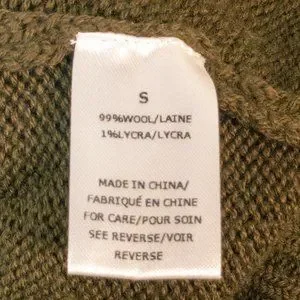 S
99%WOOL/LAINE
1%LYCRA/LYCRA
MADE IN CHINA/
FABRIQUÉ EN CHINE
FOR CARE/POUR SOIN
SEE REVERSE/VOIR
REVERSE